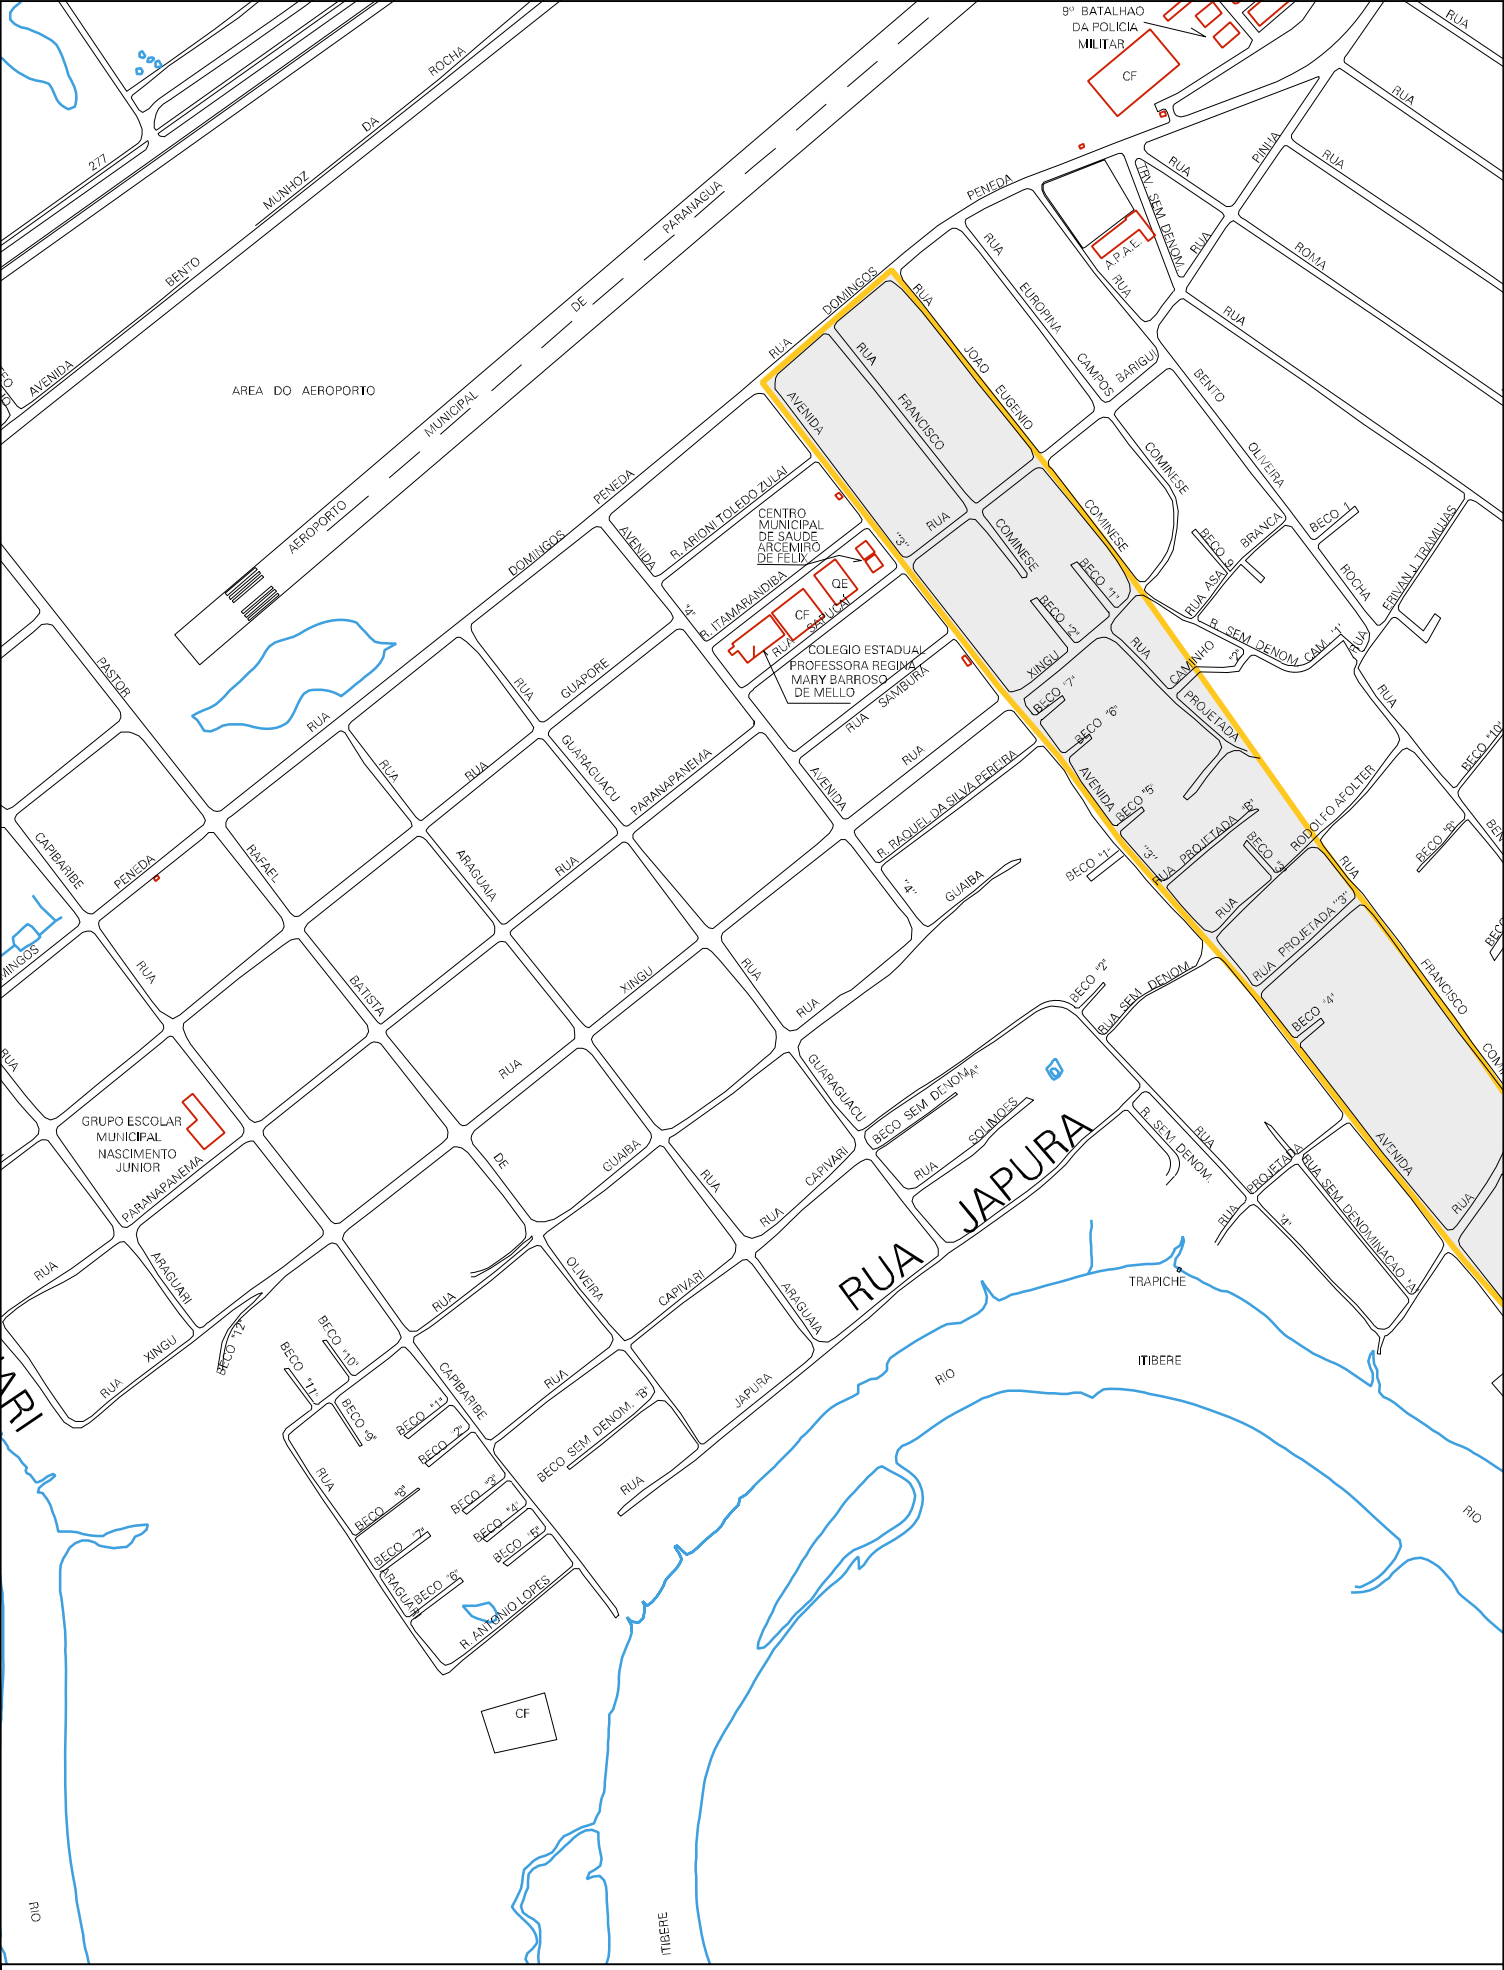 9º BATALHAO
DA POLICIA
MILITAR
CF
RUA
RUA
RUA
RUA
PINHA
ROMA
RUA
RUA
TRV. SEM DENOM.
A.P.A.E.
RUA
277
AVENIDA BENTO MUNHOZ DA ROCHA
AREA DO AEROPORTO
AEROPORTO MUNICIPAL DE PARANAGUA
RUA DOMINGOS PENEDA
RUA DOMINGOS PENEDA
RUA EUROPINA CAMPOS
BARIGUI
RUA JOAO EUGENIO COMINESE
RUA FRANCISCO COMINESE
AVENIDA "3"
BENTO OLIVEIRA ROCHA
COMINESE
BECO 1
BECO
RUA ASA BRANCA
ERIVAN J. TRAMUJAS
R. SEM DENOM.
CAM. '1'
CAMINHO "2"
RUA
RUA
R. ARIONI TOLEDO ZULAI
AVENIDA "4"
R. ITAMARANDIBA
CENTRO
MUNICIPAL
DE SAUDE
ARCEMIRO
DE FELIX
QE
CF
RUA SAPUCAI
COLEGIO ESTADUAL
PROFESSORA REGINA
MARY BARROSO
DE MELLO
RUA SAMBURA
RUA
R. RAQUEL DA SILVA PEREIRA
AVENIDA "4"
GUAIBA
RUA
RUA XINGU
BECO "1"
BECO "2"
BECO "7"
BECO "6"
BECO "5"
AVENIDA "3"
RUA PROJETADA
RUA PROJETADA "B"
BECO "3"
RUA RODOLFO AFOLTER
RUA PROJETADA "3"
BECO "4"
BECO "1"
BECO "2"
RUA SEM DENOM.
BECO "10"
BECO "8"
RUA FRANCISCO
AVENIDA
RUA
PASTOR
RUA
GUAPORE
RUA
GUARAGUACU
PARANAPANEMA
RUA
RUA
ARAGUAIA
RUA
XINGU
RUA
CAPIBARIBE
PENEDA
RAFAEL
BATISTA
RUA
RUA
RUA
GUARAGUACU
BECO SEM DENOM. "A"
RUA SOLIMOES
RUA JAPURA
R. SEM DENOM.
RUA
RUA PROJETADA
"4"
RUA SEM DENOMINACAO "A"
TRAPICHE
RIO ITIBERE
RIO
GRUPO ESCOLAR
MUNICIPAL
NASCIMENTO
JUNIOR
PARANAPANEMA
RUA
ARAGUARI
RUA XINGU
BECO "12"
DE
OLIVEIRA
GUAIBA
RUA
RUA CAPIVARI
RUA
CAPIVARI
ARAGUAIA
RUA
JAPURA
RUA
BECO SEM DENOM. "B"
CAPIBARIBE
BECO "11"
BECO "10"
BECO "9"
BECO "1"
BECO "2"
BECO "3"
BECO "4"
BECO "5"
BECO "8"
BECO "7"
BECO "6"
RUA
R. ANTONIO LOPES
CF
RIO
ITIBERE